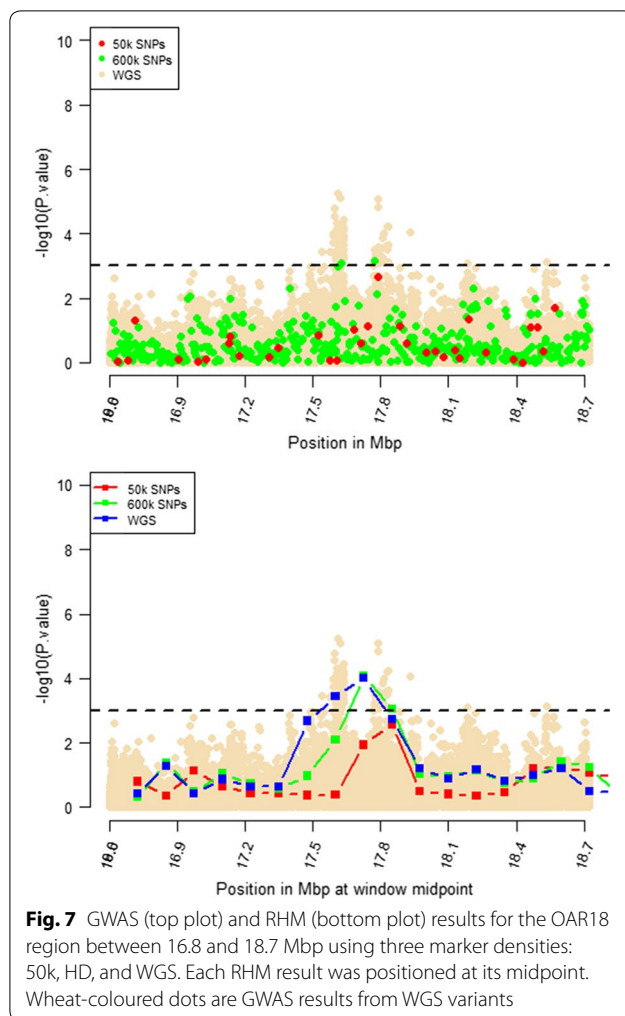 10
8
6
4
2
0
-log10(P.value)
50k SNPs
600k SNPs
WGS
16.9
17.2
17.5
17.8
18.1
18.4
18.7
Position in Mbp
10
8
6
4
2
0
-log10(P.value)
50k SNPs
600k SNPs
WGS
16.9
17.2
17.5
17.8
18.1
18.4
18.7
Position in Mbp at window midpoint
Fig. 7 GWAS (top plot) and RHM (bottom plot) results for the OAR18
region between 16.8 and 18.7 Mbp using three marker densities:
50k, HD, and WGS. Each RHM result was positioned at its midpoint.
Wheat-coloured dots are GWAS results from WGS variants